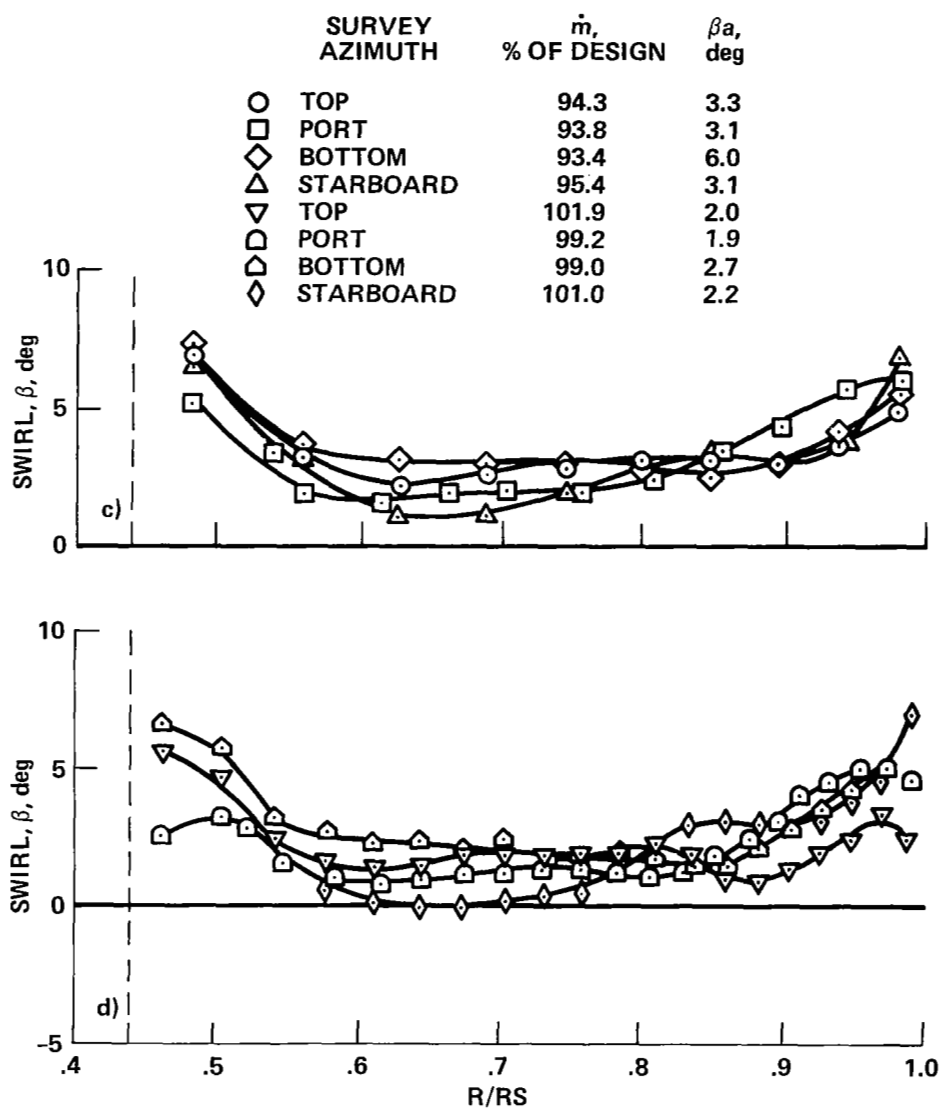 SURVEY AZIMUTH ṁ, % OF DESIGN βa, deg
TOP 94.3 3.3
PORT 93.8 3.1
BOTTOM 93.4 6.0
STARBOARD 95.4 3.1
TOP 101.9 2.0
PORT 99.2 1.9
BOTTOM 99.0 2.7
STARBOARD 101.0 2.2
10
5
0
SWIRL, β, deg
c)
10
5
0
-5
SWIRL, β, deg
d)
.4 .5 .6 .7 .8 .9 1.0
R/RS